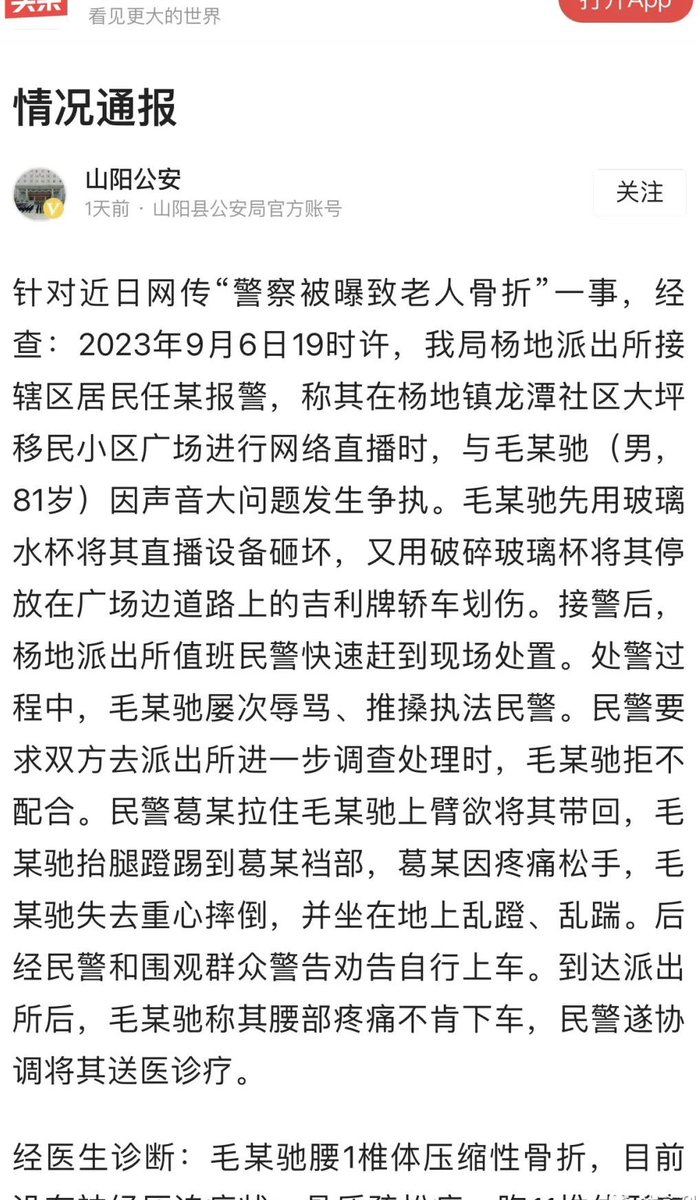 头条
看见更大的世界
打开App
情况通报
山阳公安
1天前 · 山阳县公安局官方账号
关注
针对近日网传“警察被曝致老人骨折”一事，经
查：2023年9月6日19时许，我局杨地派出所接
辖区居民任某报警，称其在杨地镇龙潭社区大坪
移民小区广场进行网络直播时，与毛某驰（男，
81岁）因声音大问题发生争执。毛某驰先用玻璃
水杯将其直播设备砸坏，又用破碎玻璃杯将其停
放在广场边道路上的吉利牌轿车划伤。接警后，
杨地派出所值班民警快速赶到现场处置。处警过
程中，毛某驰屡次辱骂、推搡执法民警。民警要
求双方去派出所进一步调查处理时，毛某驰拒不
配合。民警葛某拉住毛某驰上臂欲将其带回，毛
某驰抬腿蹬踢到葛某裆部，葛某因疼痛松手，毛
某驰失去重心摔倒，并坐在地上乱蹬、乱踹。后
经民警和围观群众警告劝告自行上车。到达派出
所后，毛某驰称其腰部疼痛不肯下车，民警遂协
调将其送医诊疗。
经医生诊断：毛某驰腰1椎体压缩性骨折，目前